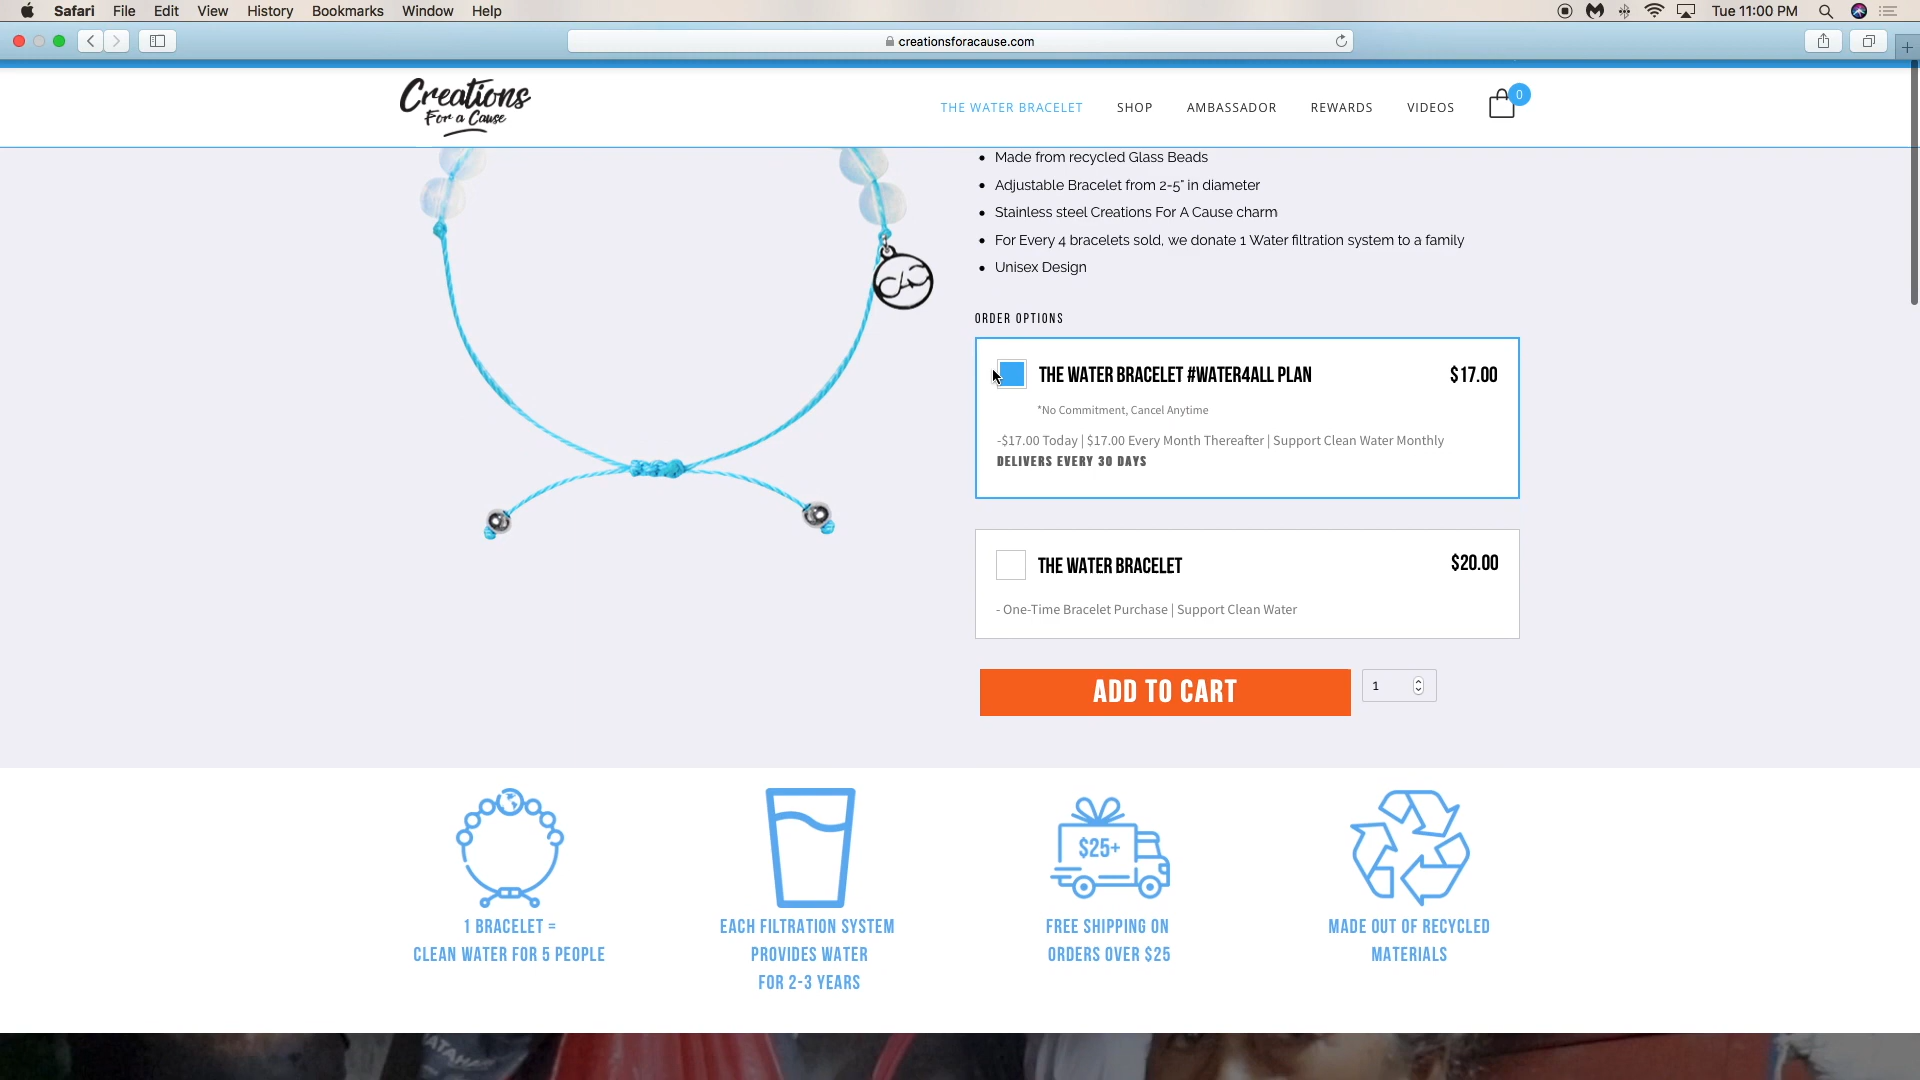 Safari File Edit View History Bookmarks Window Help Tue 11:00 PM
creationsforacause.com
Creations
For a Cause
THE WATER BRACELET SHOP AMBASSADOR REWARDS VIDEOS 0
Made from recycled Glass Beads
Adjustable Bracelet from 2-5" in diameter
Stainless steel Creations For A Cause charm
For Every 4 bracelets sold, we donate 1 Water filtration system to a family
Unisex Design
ORDER OPTIONS
THE WATER BRACELET #WATER4ALL PLAN $17.00
*No Commitment, Cancel Anytime
-$17.00 Today | $17.00 Every Month Thereafter | Support Clean Water Monthly
DELIVERS EVERY 30 DAYS
THE WATER BRACELET $20.00
- One-Time Bracelet Purchase | Support Clean Water
ADD TO CART 1
1 BRACELET =
CLEAN WATER FOR 5 PEOPLE
EACH FILTRATION SYSTEM
PROVIDES WATER
FOR 2-3 YEARS
$25+
FREE SHIPPING ON
ORDERS OVER $25
MADE OUT OF RECYCLED
MATERIALS